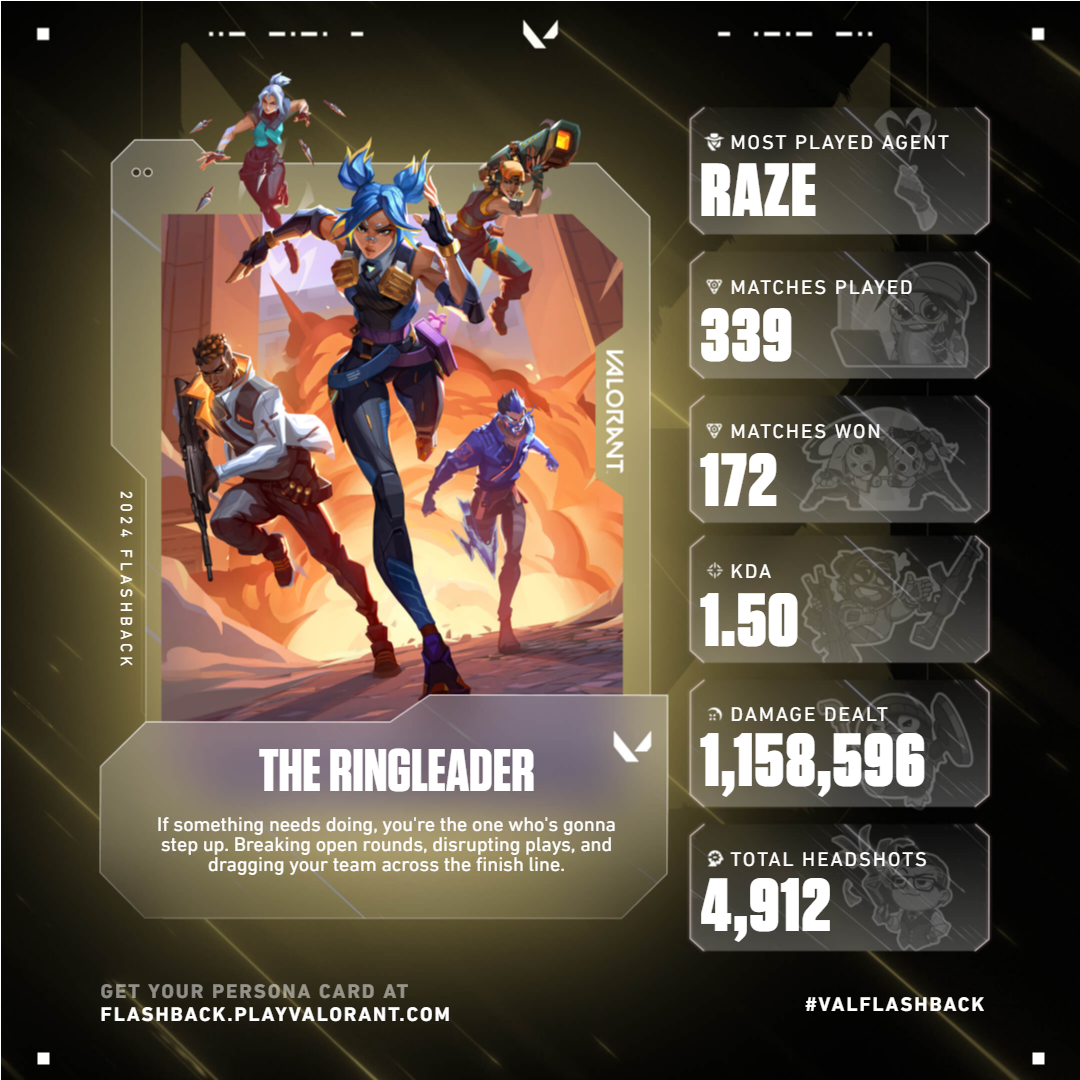 MOST PLAYED AGENT
RAZE
MATCHES PLAYED
339
MATCHES WON
172
KDA
1.50
DAMAGE DEALT
1,158,596
TOTAL HEADSHOTS
4,912
VALORANT
2024 FLASHBACK
THE RINGLEADER
If something needs doing, you're the one who's gonna
step up. Breaking open rounds, disrupting plays, and
dragging your team across the finish line.
GET YOUR PERSONA CARD AT
FLASHBACK.PLAYVALORANT.COM
#VALFLASHBACK